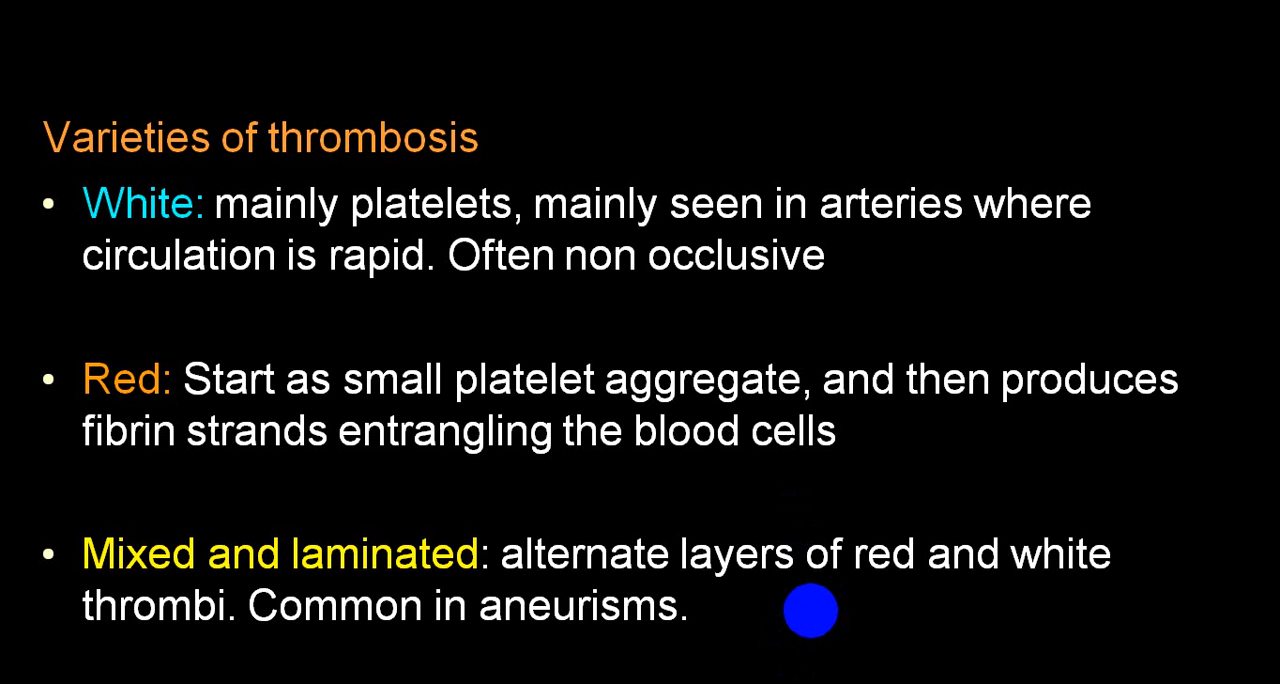 Varieties of thrombosis
• White: mainly platelets, mainly seen in arteries where
circulation is rapid. Often non occlusive
• Red: Start as small platelet aggregate, and then produces
fibrin strands entrangling the blood cells
• Mixed and laminated: alternate layers of red and white
thrombi. Common in aneurisms.